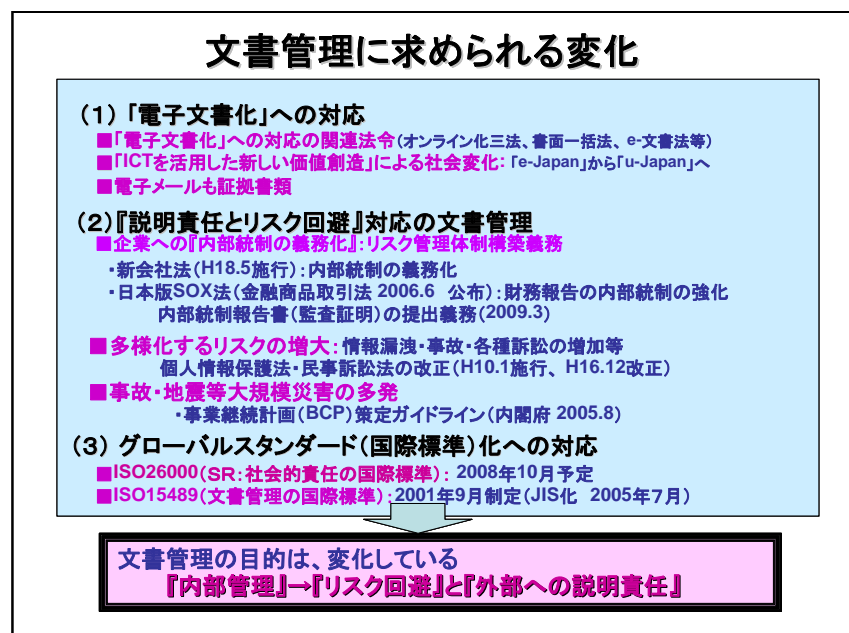 文書管理に求められる変化
（1）「電子文書化」への対応
■「電子文書化」への対応の関連法令（オンライン化三法、書面一括法、e-文書法等）
■「ICTを活用した新しい価値創造」による社会変化：「e-Japan」から「u-Japan」へ
■電子メールも証拠書類
（2）『説明責任とリスク回避』対応の文書管理
■企業への『内部統制の義務化』：リスク管理体制構築義務
・新会社法（H18.5施行）：内部統制の義務化
・日本版SOX法（金融商品取引法 2006.6 公布）：財務報告の内部統制の強化
内部統制報告書（監査証明）の提出義務（2009.3）
■多様化するリスクの増大：情報漏洩・事故・各種訴訟の増加等
個人情報保護法・民事訴訟法の改正（H10.1施行、H16.12改正）
■事故・地震等大規模災害の多発
・事業継続計画（BCP）策定ガイドライン（内閣府 2005.8）
（3）グローバルスタンダード（国際標準）化への対応
■ISO26000（SR：社会的責任の国際標準）：2008年10月予定
■ISO15489（文書管理の国際標準）：2001年9月制定（JIS化 2005年7月）
文書管理の目的は、変化している
『内部管理』→『リスク回避』と『外部への説明責任』